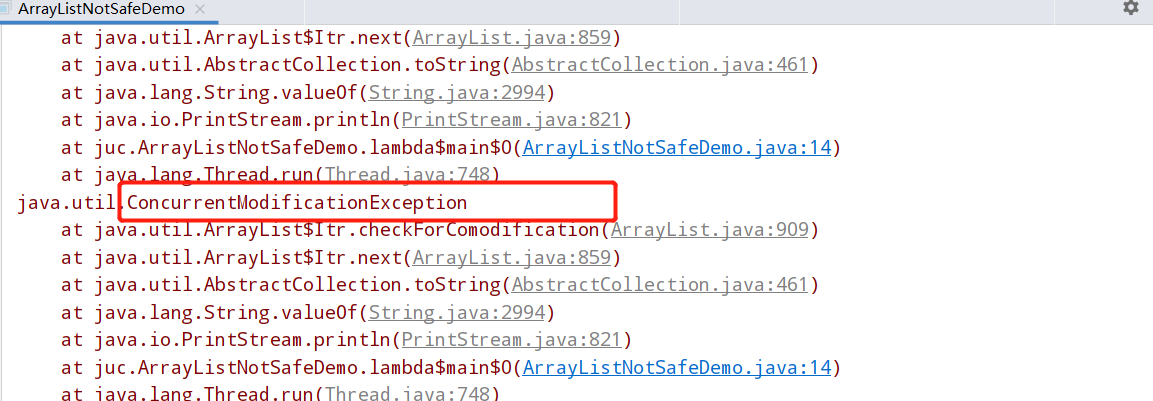 ArrayListNotSafeDemo ×
at java.util.ArrayList$Itr.next(ArrayList.java:859)
at java.util.AbstractCollection.toString(AbstractCollection.java:461)
at java.lang.String.valueOf(String.java:2994)
at java.io.PrintStream.println(PrintStream.java:821)
at juc.ArrayListNotSafeDemo.lambda$main$0(ArrayListNotSafeDemo.java:14)
at java.lang.Thread.run(Thread.java:748)
java.util.ConcurrentModificationException
at java.util.ArrayList$Itr.checkForComodification(ArrayList.java:909)
at java.util.ArrayList$Itr.next(ArrayList.java:859)
at java.util.AbstractCollection.toString(AbstractCollection.java:461)
at java.lang.String.valueOf(String.java:2994)
at java.io.PrintStream.println(PrintStream.java:821)
at juc.ArrayListNotSafeDemo.lambda$main$0(ArrayListNotSafeDemo.java:14)
at java.lang.Thread.run(Thread.java:748)